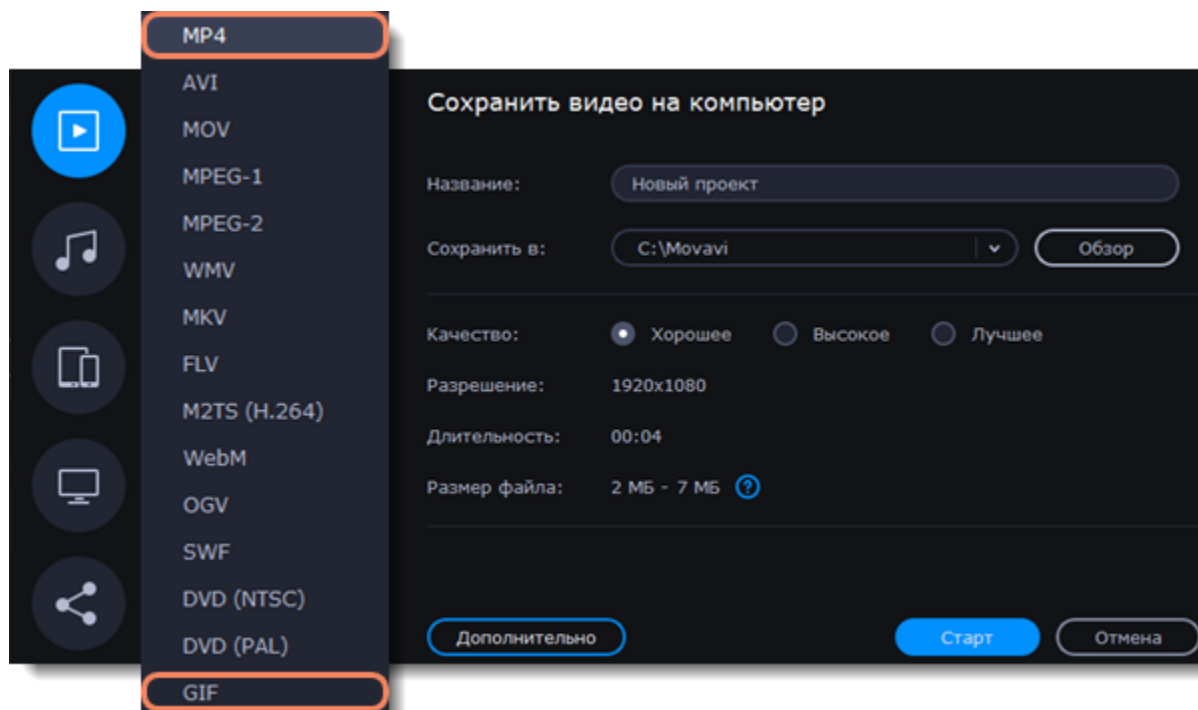 MP4
AVI
MOV
MPEG-1
MPEG-2
WMV
MKV
FLV
M2TS (H.264)
WebM
OGV
SWF
DVD (NTSC)
DVD (PAL)
GIF
Сохранить видео на компьютер
Название: Новый проект
Сохранить в: C:\Movavi Обзор
Качество: Хорошее Высокое Лучшее
Разрешение: 1920x1080
Длительность: 00:04
Размер файла: 2 МБ - 7 МБ ?
Дополнительно Старт Отмена